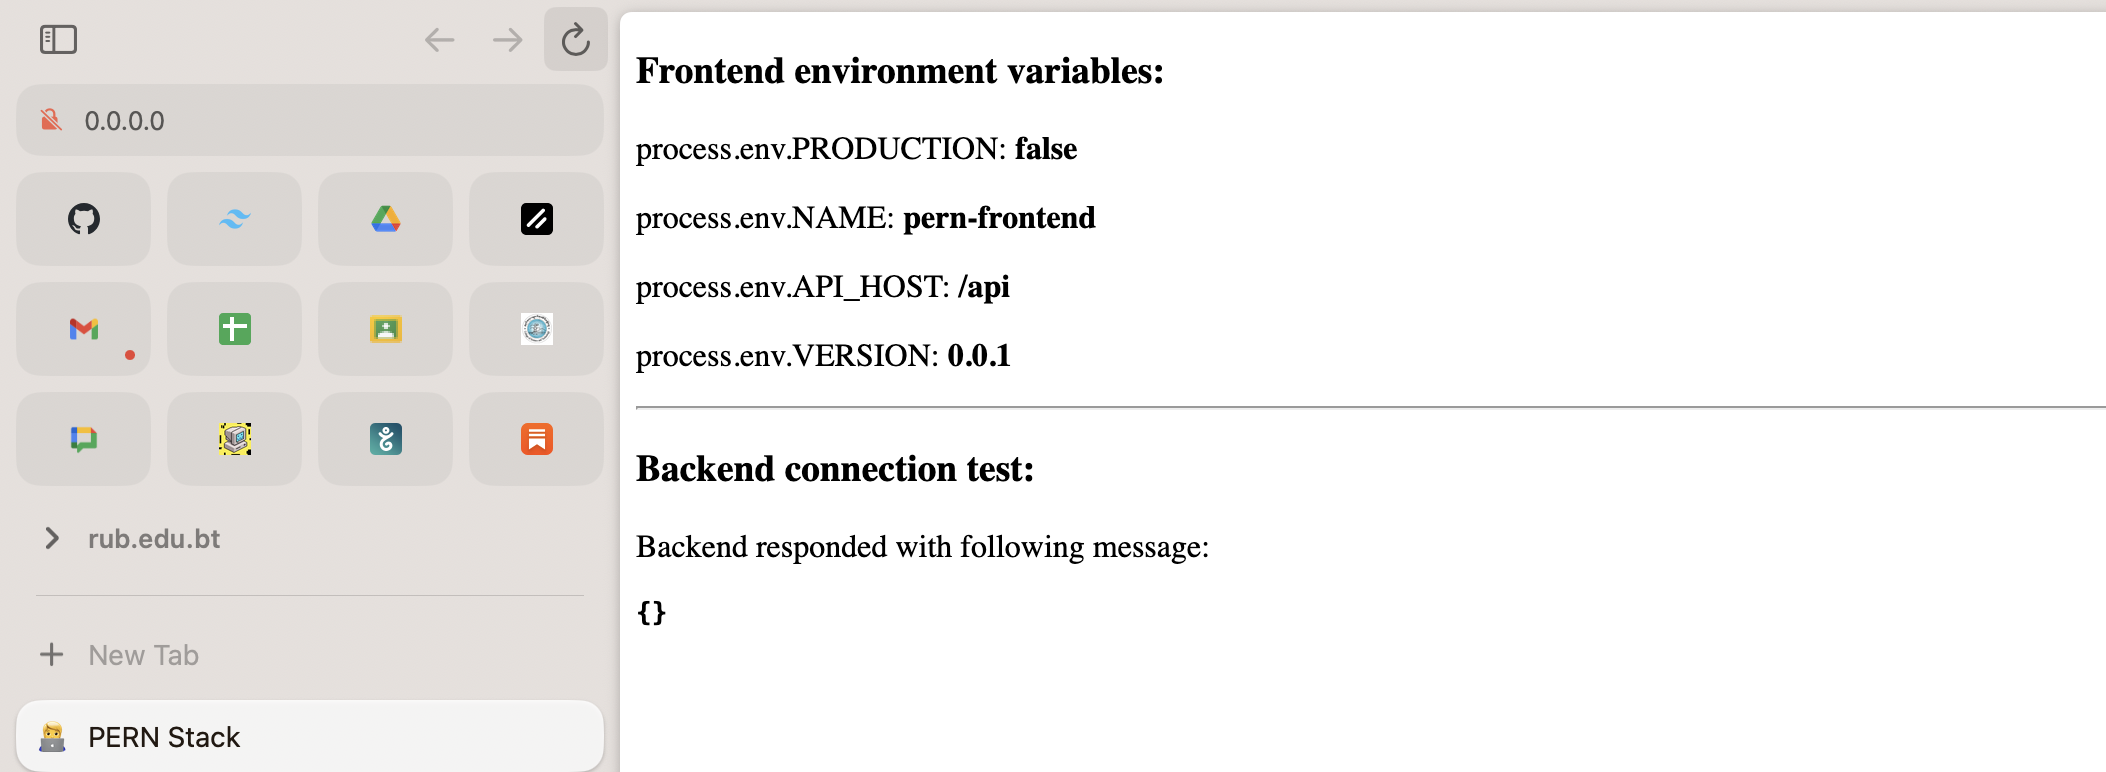 0.0.0.0
rub.edu.bt
New Tab
PERN Stack
Frontend environment variables:
process.env.PRODUCTION: false
process.env.NAME: pern-frontend
process.env.API_HOST: /api
process.env.VERSION: 0.0.1
Backend connection test:
Backend responded with following message:
{}